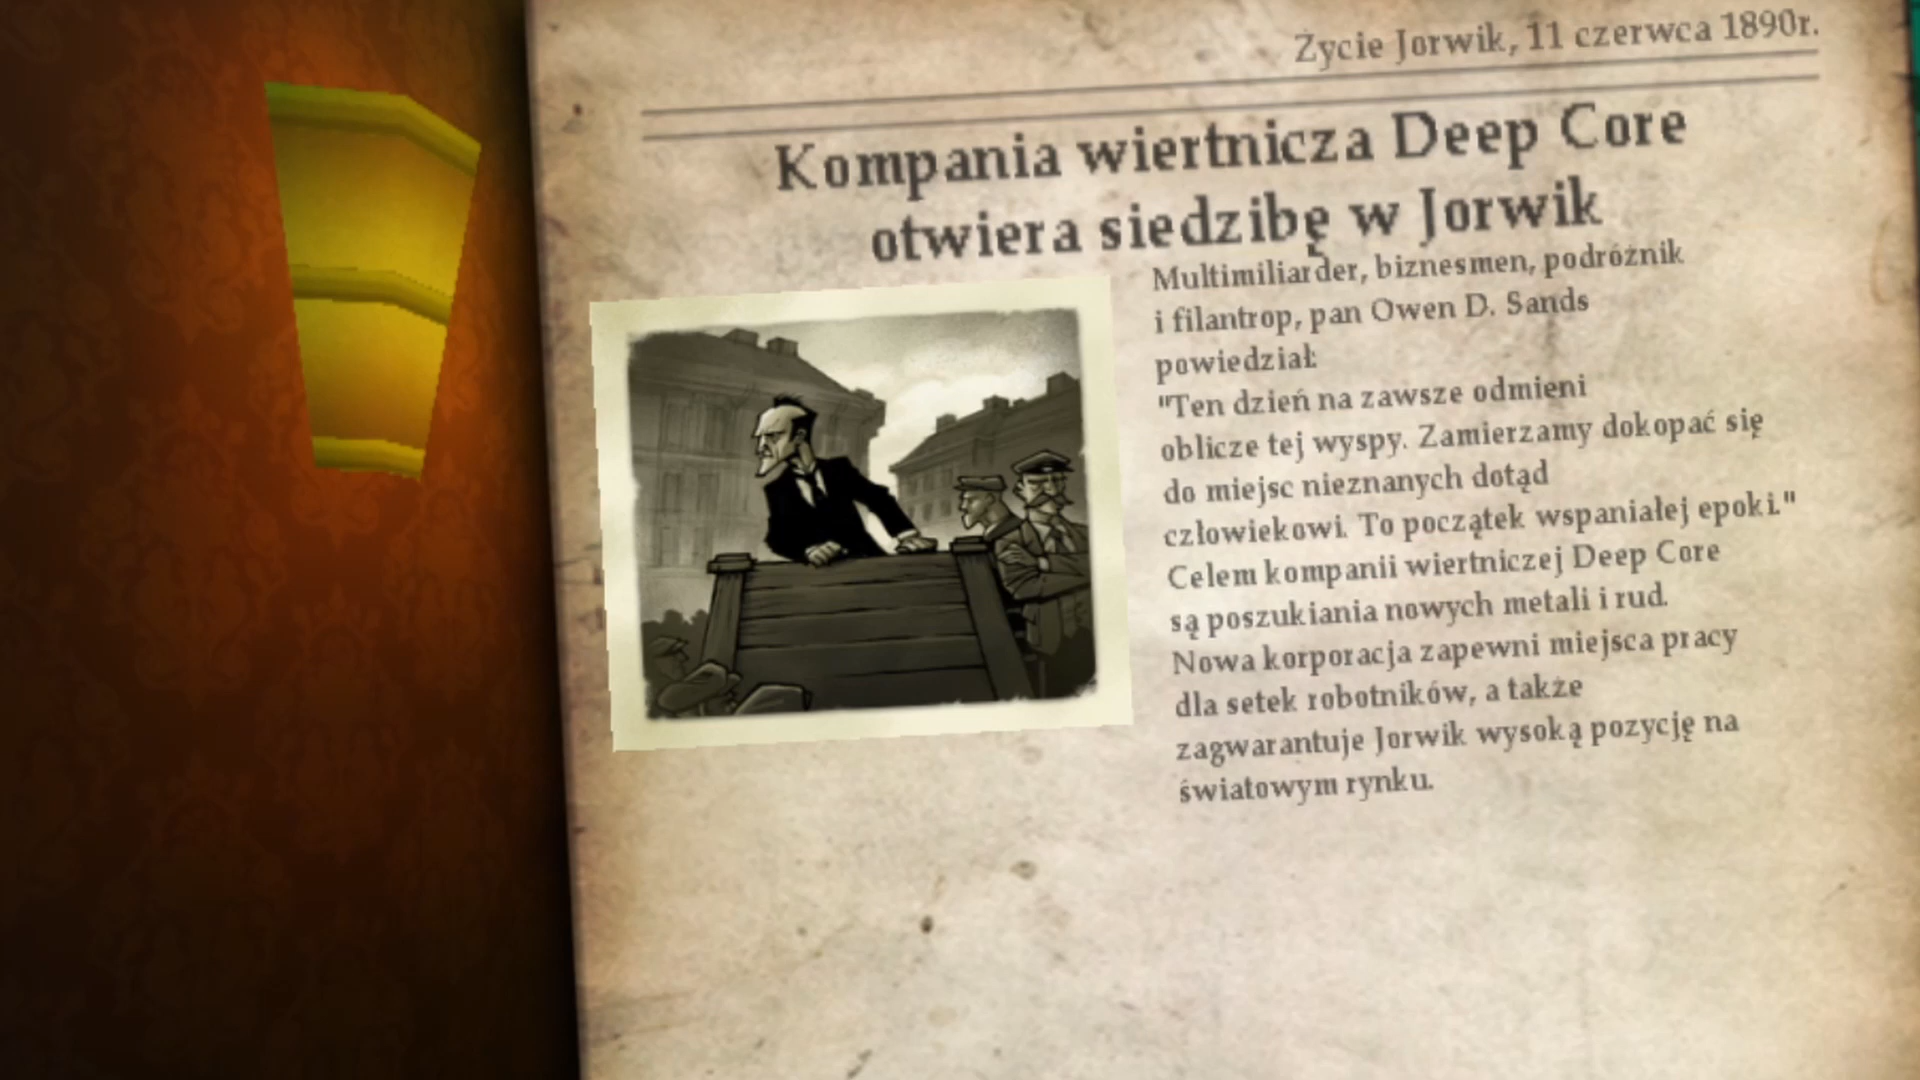 Życie Jorwik, 11 czerwca 1890r.
Kompania wiertnicza Deep Core
otwiera siedzibę w Jorwik
Multimiliarder, biznesmen, podróżnik
i filantrop, pan Owen D. Sands
powiedział:
"Ten dzień na zawsze odmieni
oblicze tej wyspy. Zamierzamy dokopać się
do miejsc nieznanych dotąd
człowiekowi. To początek wspaniałej epoki."
Celem kompanii wiertniczej Deep Core
są poszukiania nowych metali i rud.
Nowa korporacja zapewni miejsca pracy
dla setek robotników, a także
zagwarantuje Jorwik wysoką pozycję na
światowym rynku.